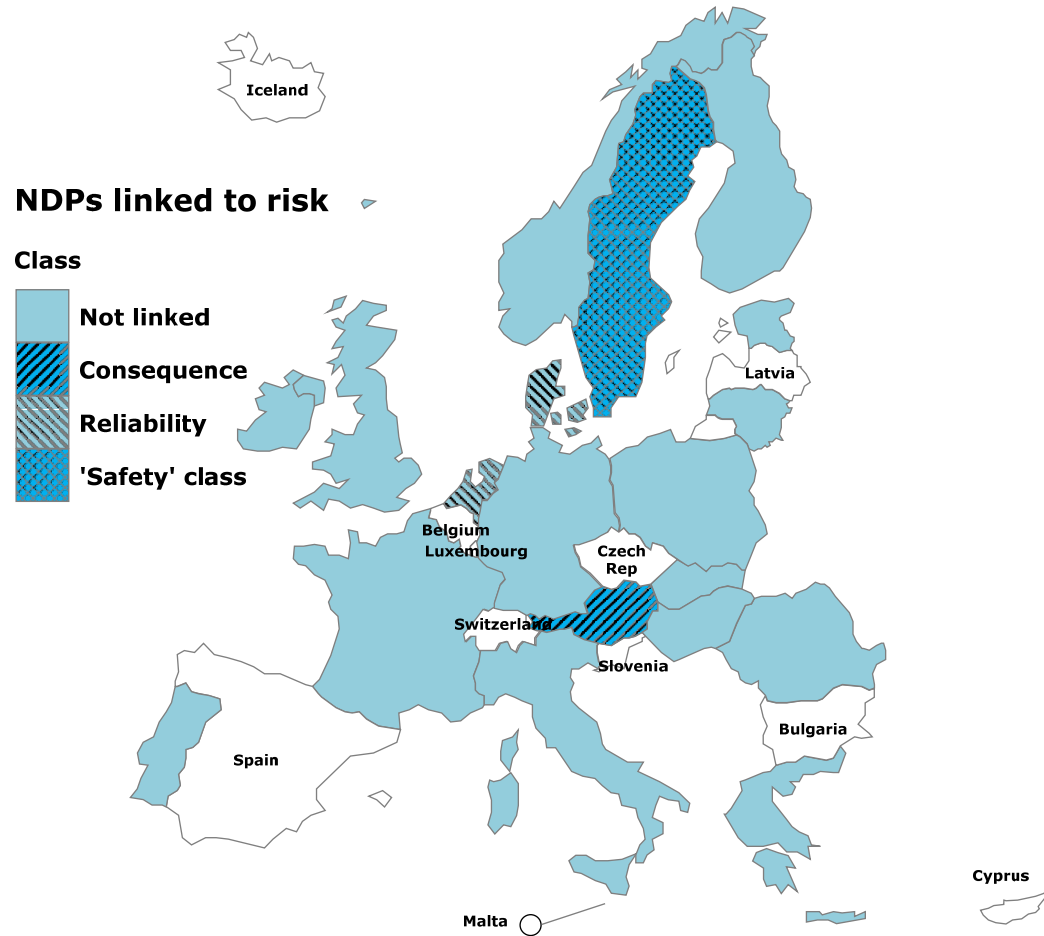 Iceland
NDPs linked to risk
Class
Not linked
Consequence
Reliability
'Safety' class
Latvia
Belgium
Luxembourg
Czech
Rep
Switzerland
Slovenia
Bulgaria
Spain
Cyprus
Malta